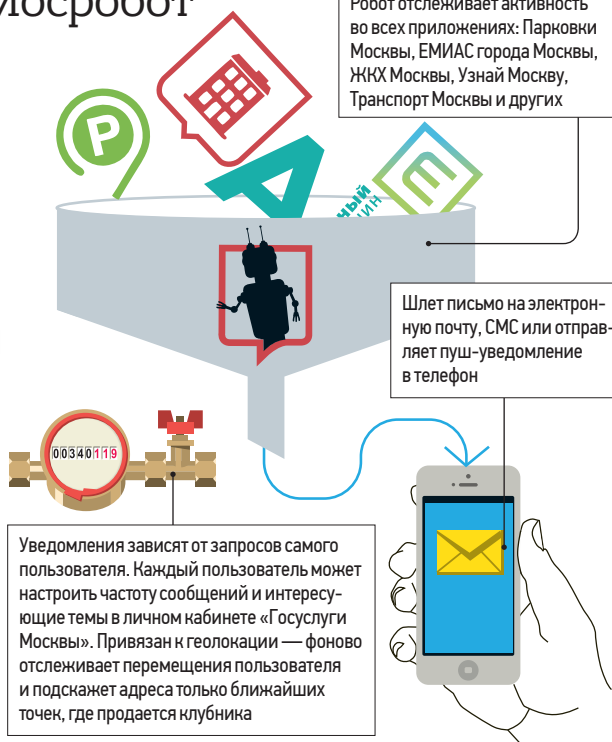 Мосробот
Робот отслеживает активность
во всех приложениях: Парковки
Москвы, ЕМИАС города Москвы,
ЖКХ Москвы, Узнай Москву,
Транспорт Москвы и других
P
А
Шлет письмо на электрон-
ную почту, СМС или отправ-
ляет пуш-уведомление
в телефон
00340119
Уведомления зависят от запросов самого
пользователя. Каждый пользователь может
настроить частоту сообщений и интересу-
ющие темы в личном кабинете «Госуслуги
Москвы». Привязан к геолокации — фоново
отслеживает перемещения пользователя
и подскажет адреса только ближайших
точек, где продается клубника